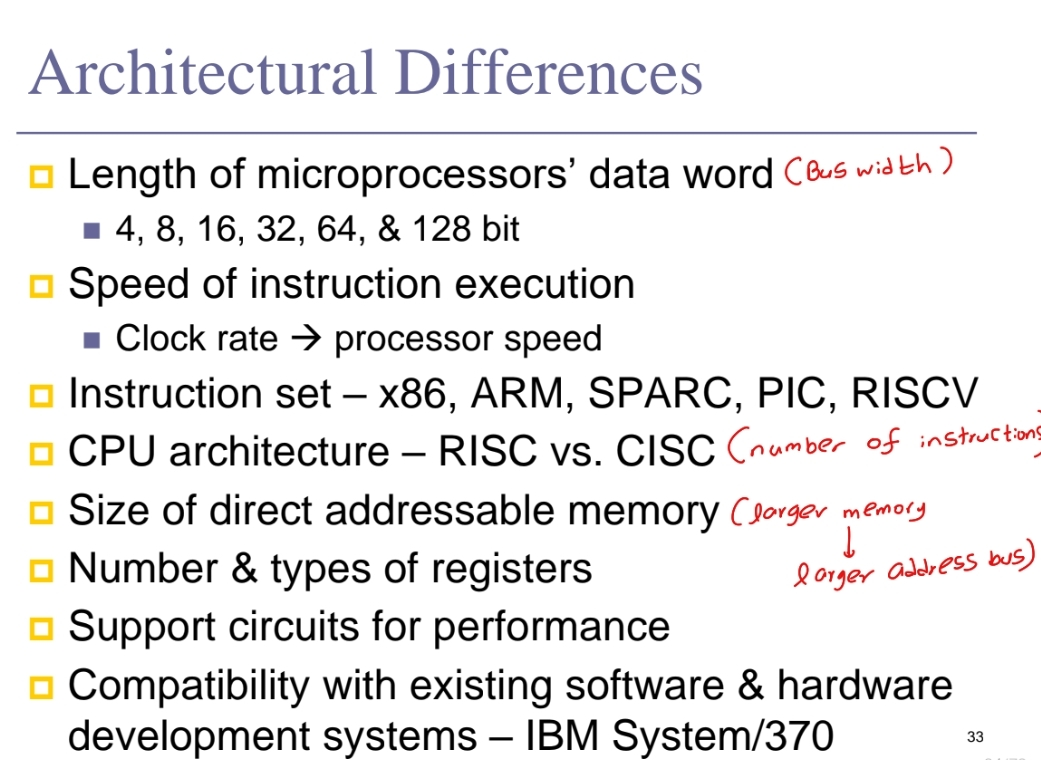 Architectural Differences
Length of microprocessors' data word (Bus width)
4, 8, 16, 32, 64, & 128 bit
Speed of instruction execution
Clock rate → processor speed
Instruction set – x86, ARM, SPARC, PIC, RISCV
CPU architecture – RISC vs. CISC (number of instructions)
Size of direct addressable memory (larger memory
↓
larger address bus)
Number & types of registers
Support circuits for performance
Compatibility with existing software & hardware
development systems – IBM System/370
33